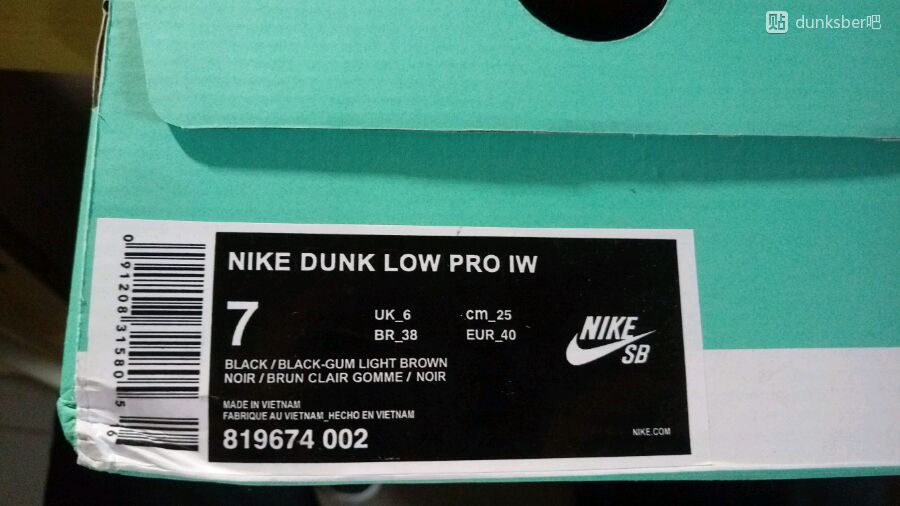 贴 dunksber吧
NIKE DUNK LOW PRO IW
7
UK_6 cm_25
BR_38 EUR_40
NIKE
SB
BLACK / BLACK-GUM LIGHT BROWN
NOIR / BRUN CLAIR GOMME / NOIR
MADE IN VIETNAM
FABRIQUE AU VIETNAM_HECHO EN VIETNAM
819674 002
NIKE.COM
0 91208 31580 5 16